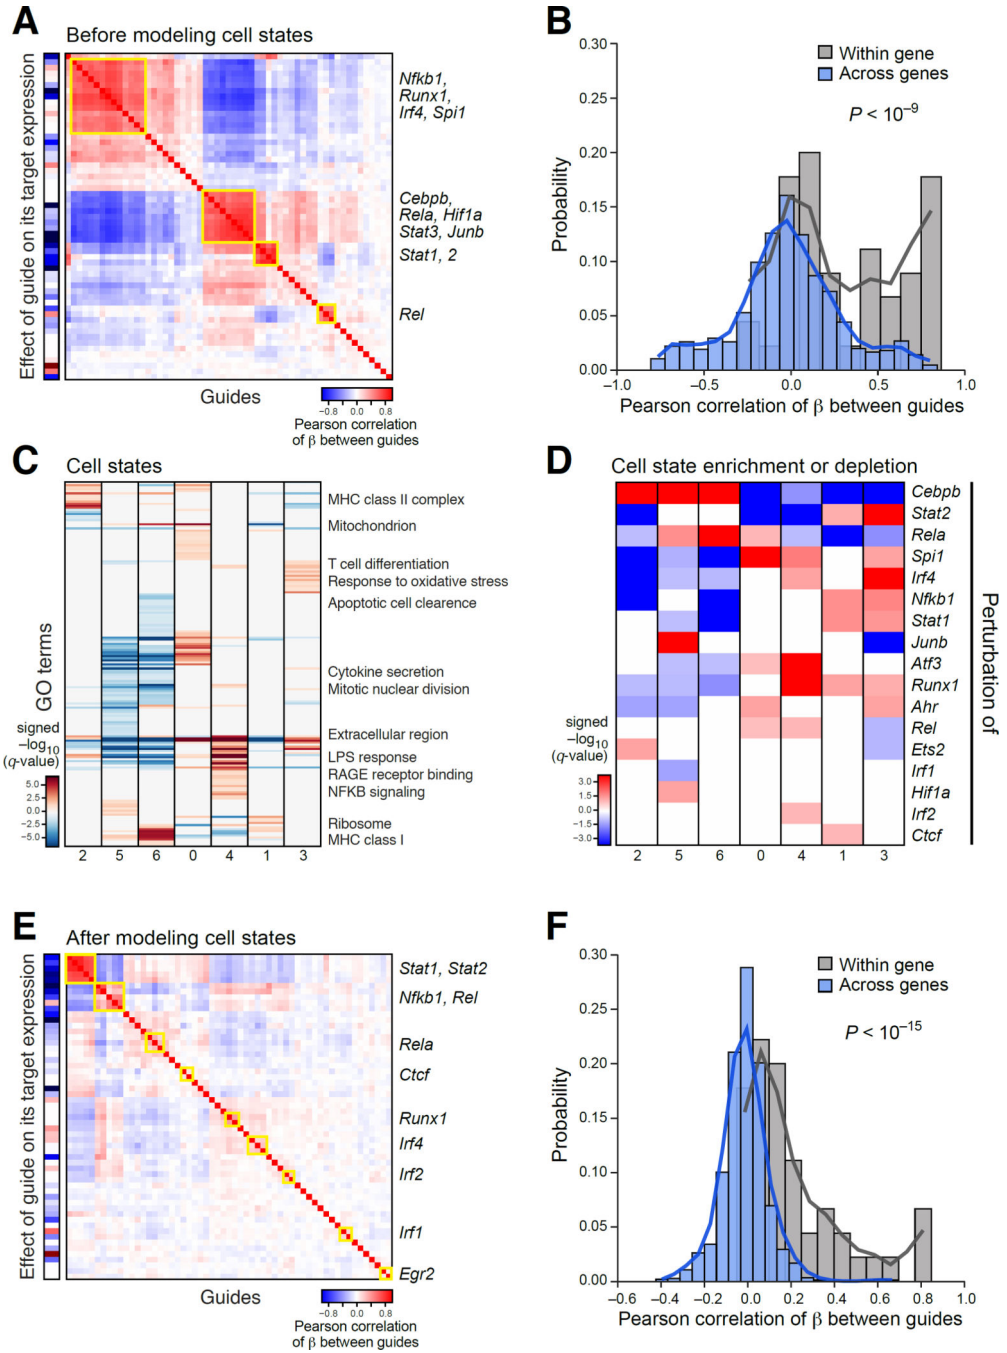 A
Before modeling cell states
Effect of guide on its target expression
Nfkb1,
Runx1,
Irf4, Spi1
Cebpb,
Rela, Hif1a
Stat3, Junb
Stat1, 2
Rel
Guides
−0.8 0.0 0.8
Pearson correlation
of β between guides
B
0.30
0.25
0.20
0.15
0.10
0.05
0.00
Probability
Within gene
Across genes
P < 10⁻⁹
−1.0 −0.5 0.0 0.5 1.0
Pearson correlation of β between guides
C
Cell states
GO terms
MHC class II complex
Mitochondrion
T cell differentiation
Response to oxidative stress
Apoptotic cell clearence
Cytokine secretion
Mitotic nuclear division
Extracellular region
LPS response
RAGE receptor binding
NFKB signaling
Ribosome
MHC class I
signed
−log₁₀
(q-value)
5.0
2.5
0.0
−2.5
−5.0
2 5 6 0 4 1 3
D
Cell state enrichment or depletion
Cebpb
Stat2
Rela
Spi1
Irf4
Nfkb1
Stat1
Junb
Atf3
Runx1
Ahr
Rel
Ets2
Irf1
Hif1a
Irf2
Ctcf
Perturbation of
signed
−log₁₀
(q-value)
3.0
1.5
0.0
−1.5
−3.0
2 5 6 0 4 1 3
E
After modeling cell states
Effect of guide on its target expression
Stat1, Stat2
Nfkb1, Rel
Rela
Ctcf
Runx1
Irf4
Irf2
Irf1
Egr2
Guides
−0.8 0.0 0.8
Pearson correlation
of β between guides
F
0.30
0.25
0.20
0.15
0.10
0.05
0.00
Probability
Within gene
Across genes
P < 10⁻¹⁵
−0.6 −0.4 −0.2 0.0 0.2 0.4 0.6 0.8 1.0
Pearson correlation of β between guides